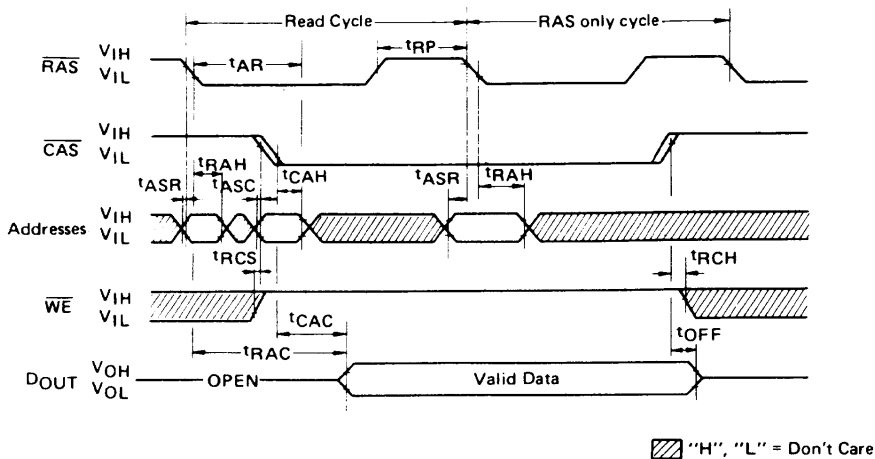 Read Cycle RAS only cycle
RAS VIH VIL tAR tRP
CAS VIH VIL
tRAH
tASR tASC tCAH tASR tRAH
Addresses VIH VIL
tRCS tRCH
WE VIH VIL
tCAC tOFF
tRAC
DOUT VOH VOL OPEN Valid Data
"H", "L" = Don't Care